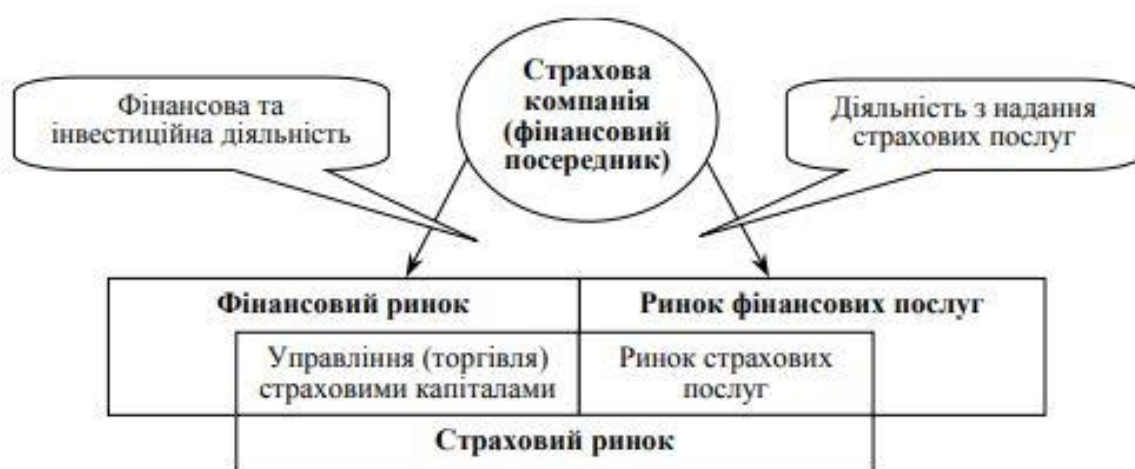 Страхова
компанія
(фінансовий
посередник)
Фінансова та
інвестиційна діяльність
Діяльність з надання
страхових послуг
Фінансовий ринок
Ринок фінансових послуг
Управління (торгівля)
страховими капіталами
Ринок страхових
послуг
Страховий ринок